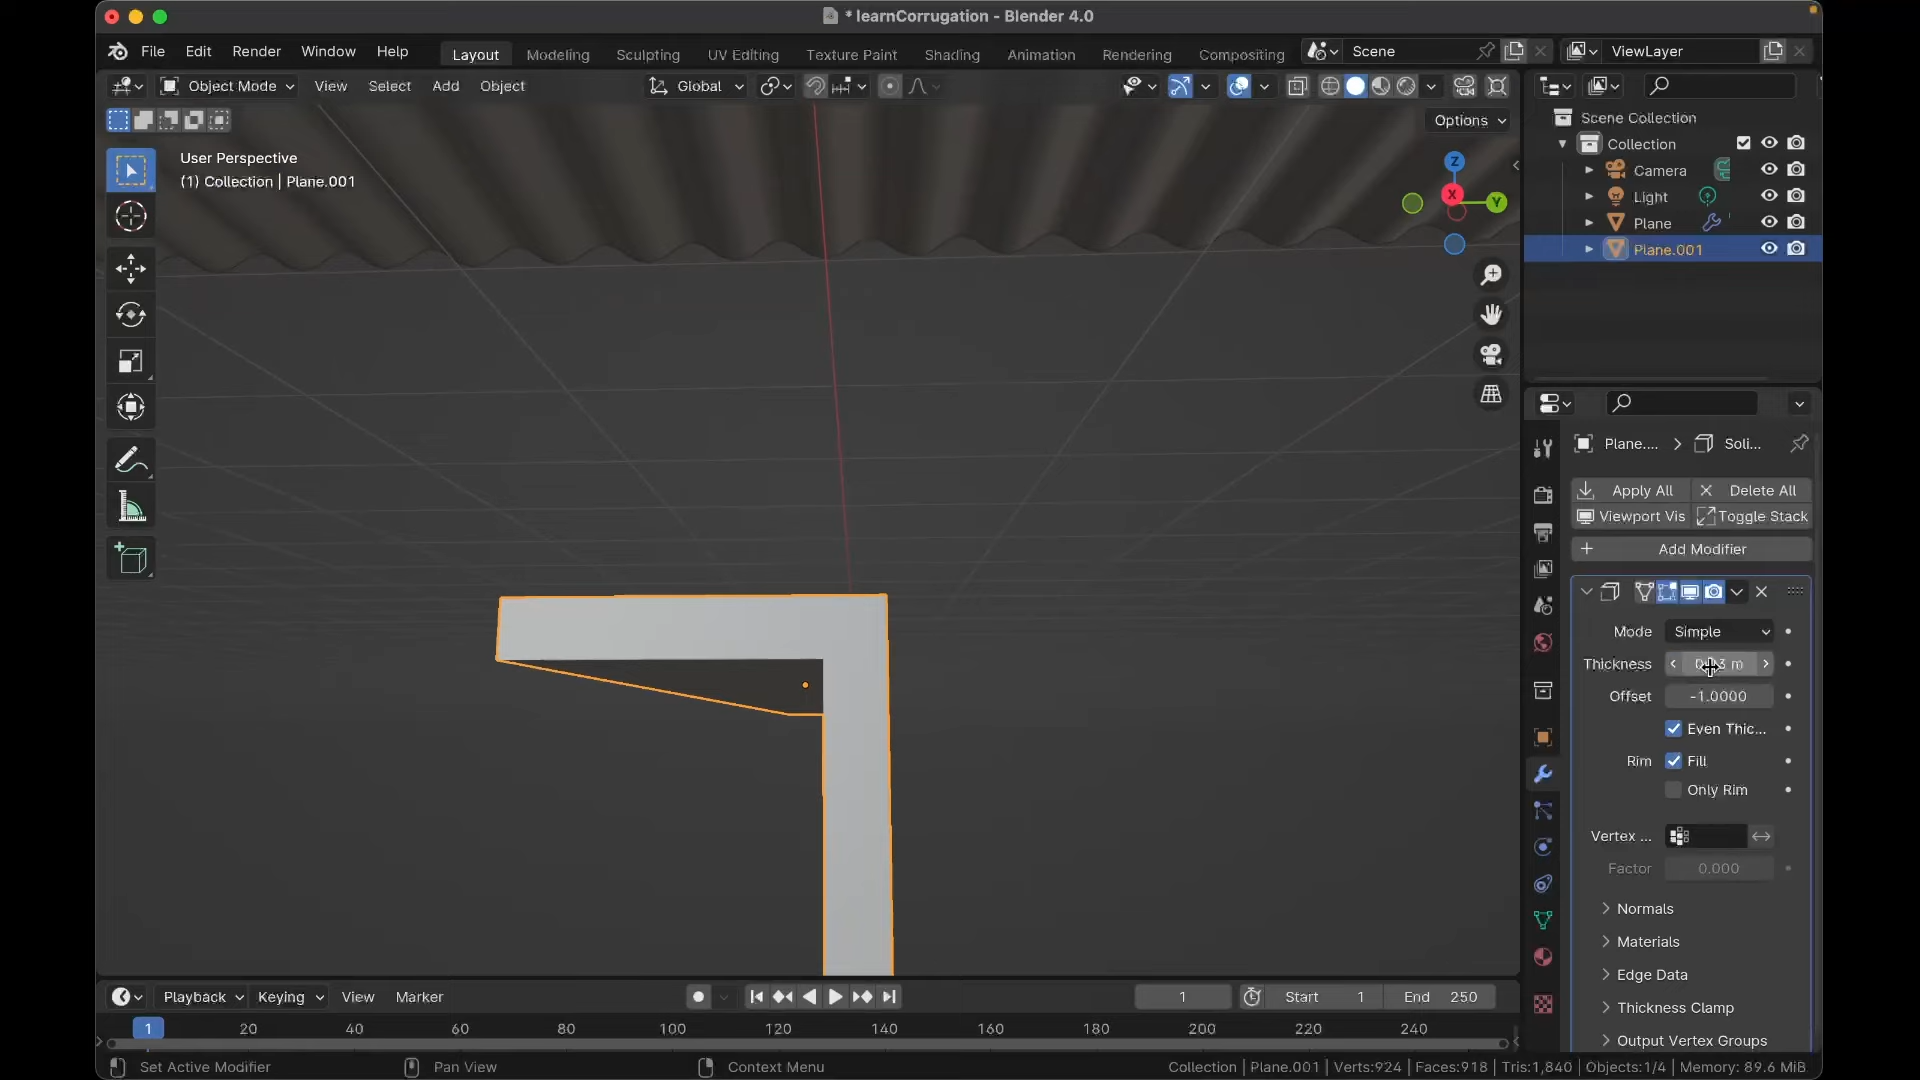 * learnCorrugation - Blender 4.0
File Edit Render Window Help Layout Modeling Sculpting UV Editing Texture Paint Shading Animation Rendering Compositing Scene ViewLayer
Object Mode View Select Add Object Global
Options
User Perspective
(1) Collection | Plane.001
Z
X
Y
Scene Collection
Collection
Camera
Light
Plane
Plane.001
Plane.... Soli...
Apply All Delete All
Viewport Vis Toggle Stack
Add Modifier
Mode Simple
Thickness
Offset -1.0000
Even Thic...
Rim Fill
Only Rim
Vertex ...
Factor 0.000
Normals
Materials
Edge Data
Thickness Clamp
Output Vertex Groups
Playback Keying View Marker 1 Start 1 End 250
1 20 40 60 80 100 120 140 160 180 200 220 240
Set Active Modifier Pan View Context Menu Collection | Plane.001 | Verts:924 | Faces:918 | Tris:1,840 | Objects:1/4 | Memory: 89.6 MiB